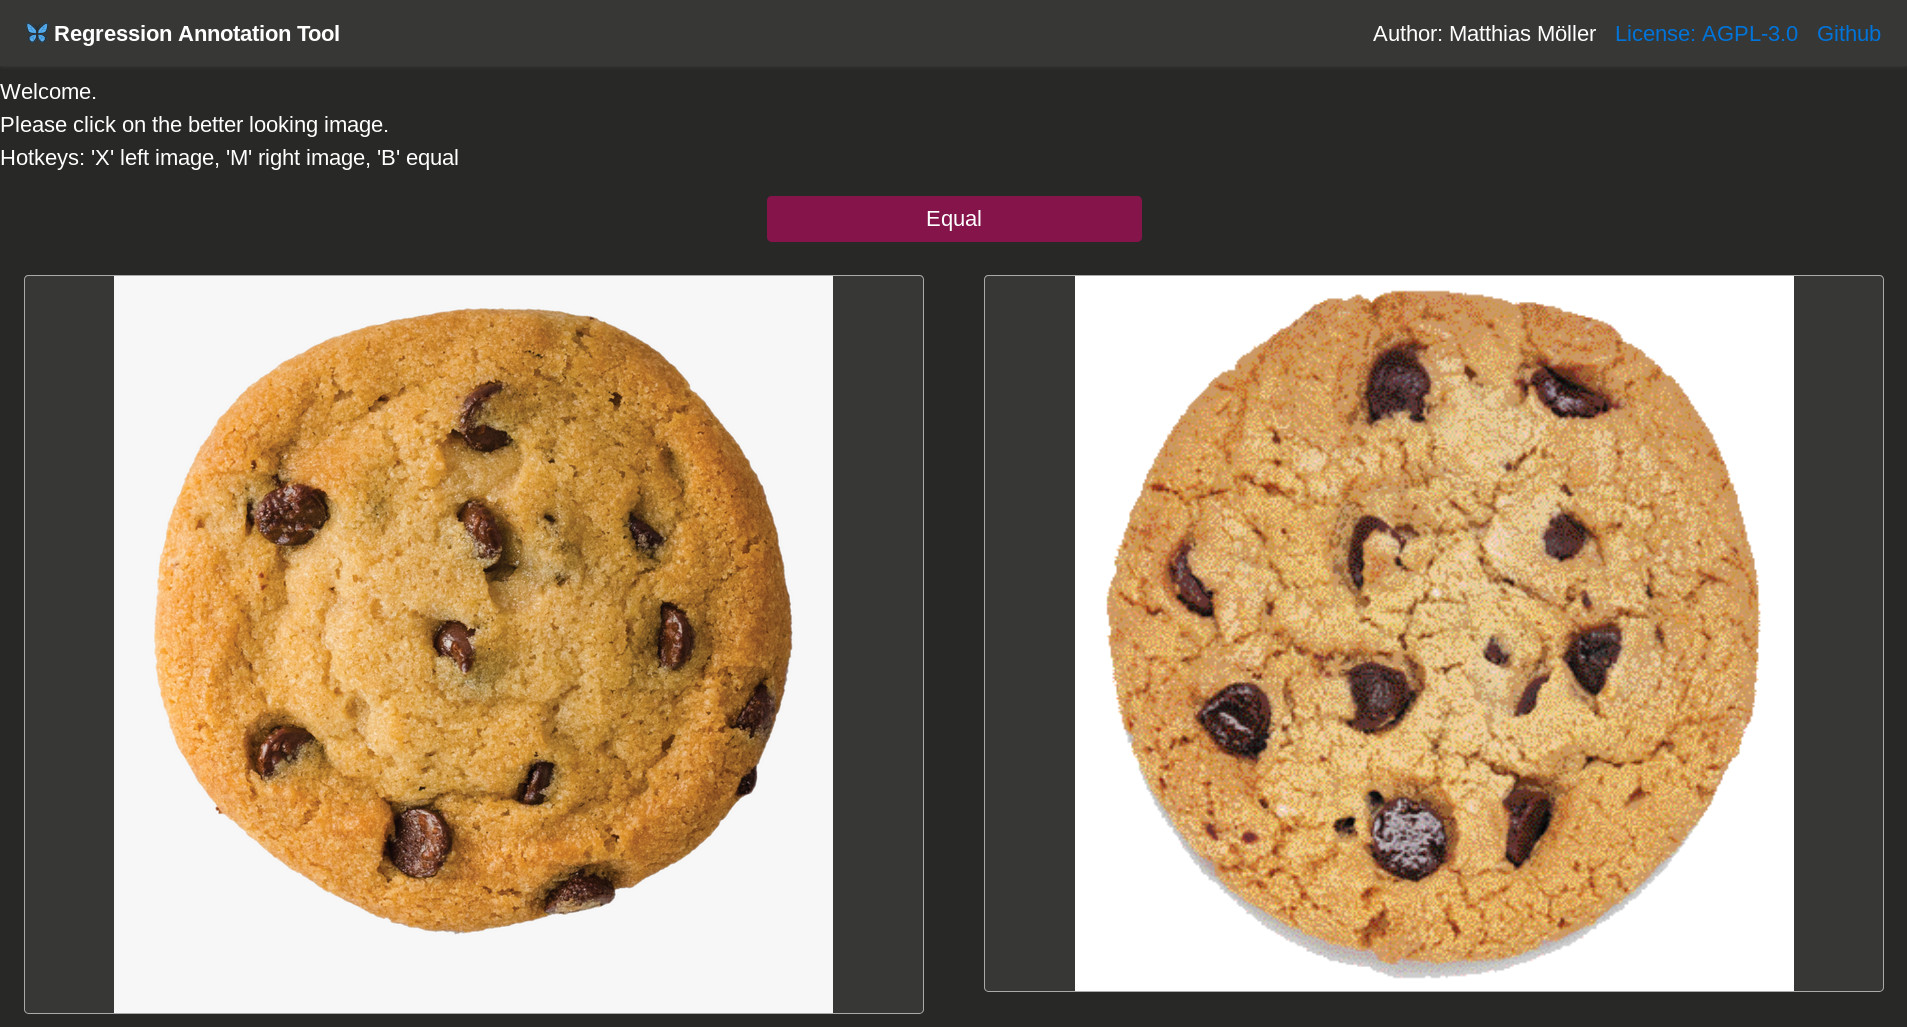 Regression Annotation Tool
Author: Matthias Möller License: AGPL-3.0 Github
Welcome.
Please click on the better looking image.
Hotkeys: 'X' left image, 'M' right image, 'B' equal
Equal